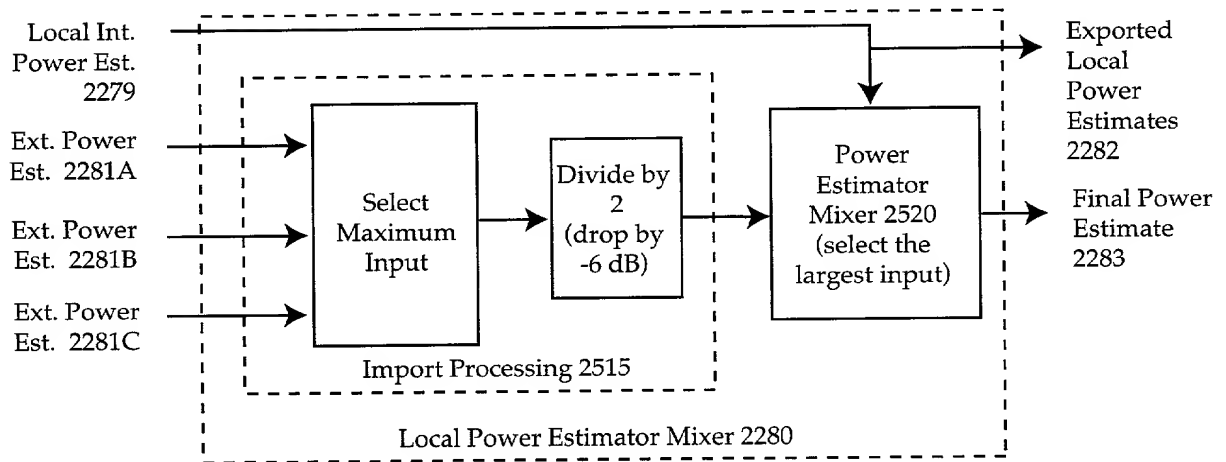 Local Int.
Power Est.
2279
Ext. Power
Est. 2281A
Ext. Power
Est. 2281B
Ext. Power
Est. 2281C
Select
Maximum
Input
Divide by
2
(drop by
-6 dB)
Import Processing 2515
Power
Estimator
Mixer 2520
(select the
largest input)
Local Power Estimator Mixer 2280
Exported
Local
Power
Estimates
2282
Final Power
Estimate
2283